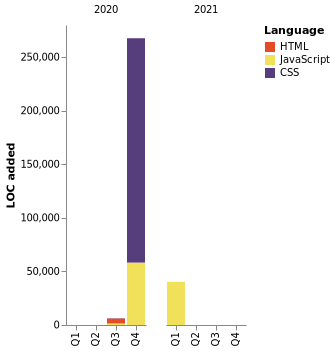 2020 2021
Language
HTML
JavaScript
CSS
LOC added
250,000
200,000
150,000
100,000
50,000
0
Q1 Q2 Q3 Q4 Q1 Q2 Q3 Q4